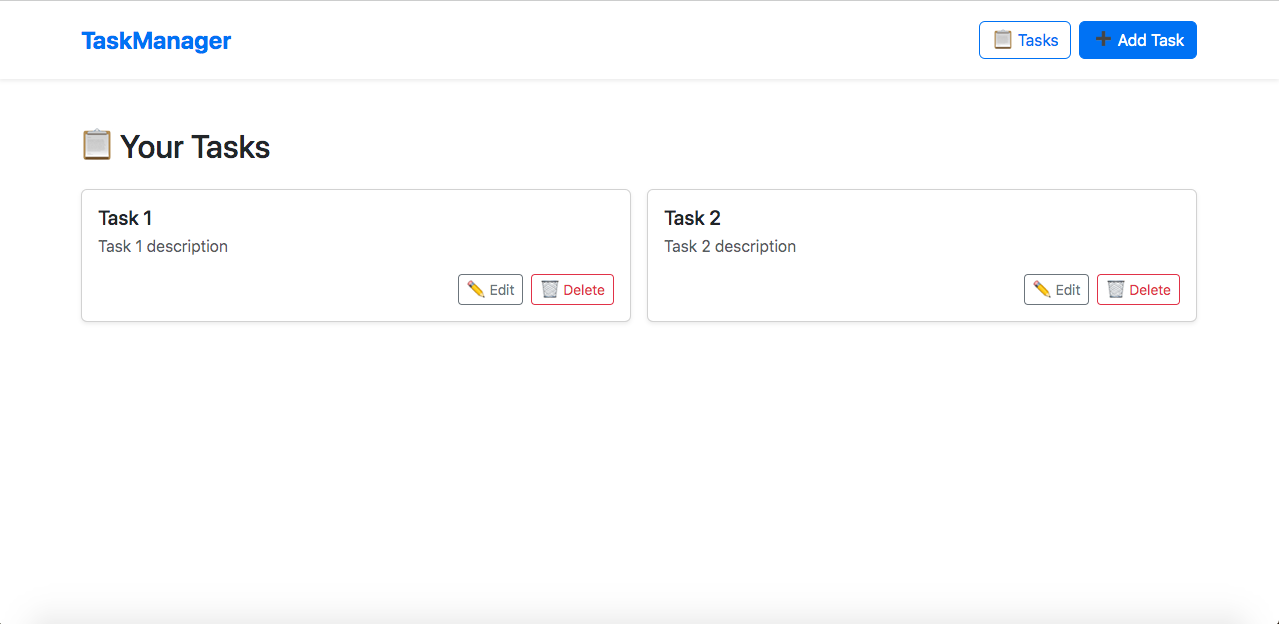 TaskManager
📋 Tasks
➕ Add Task
📋 Your Tasks
Task 1
Task 1 description
✏️ Edit
🗑️ Delete
Task 2
Task 2 description
✏️ Edit
🗑️ Delete